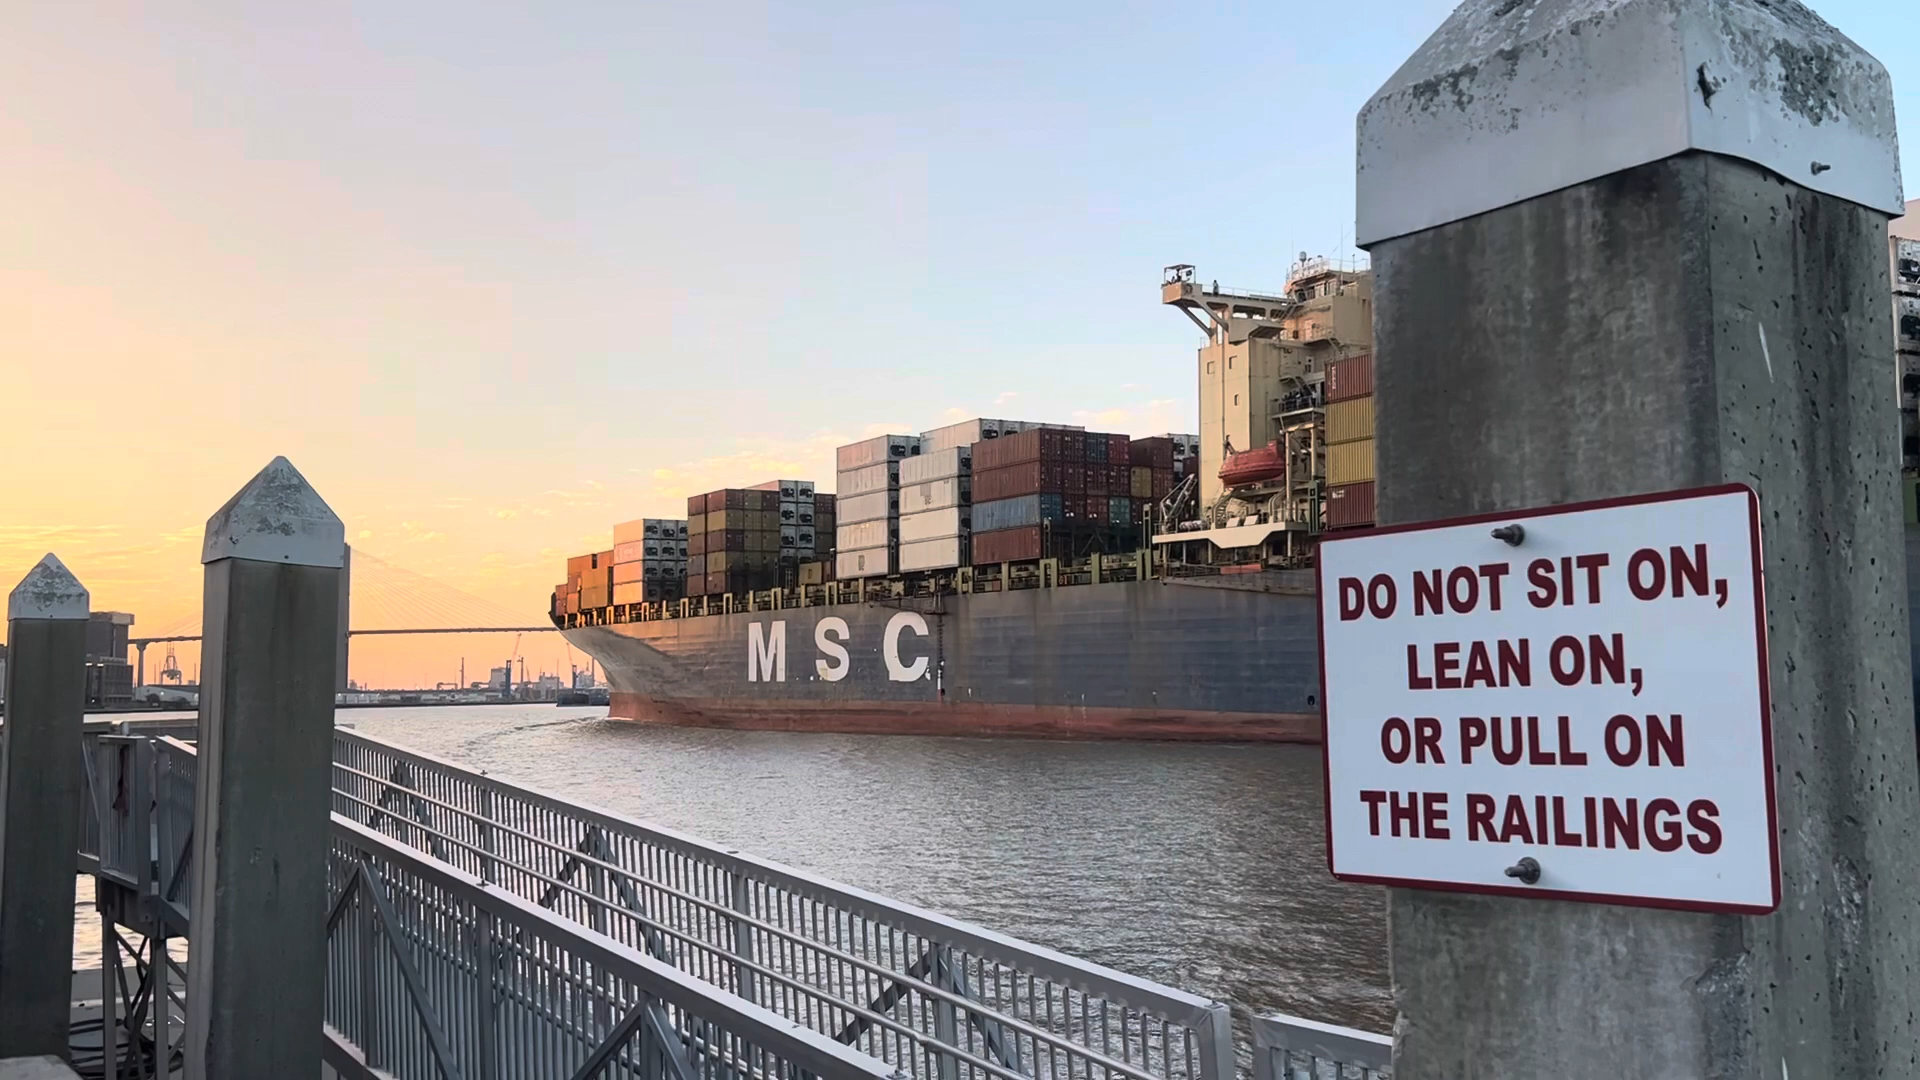 MSC
DO NOT SIT ON,
LEAN ON,
OR PULL ON
THE RAILINGS